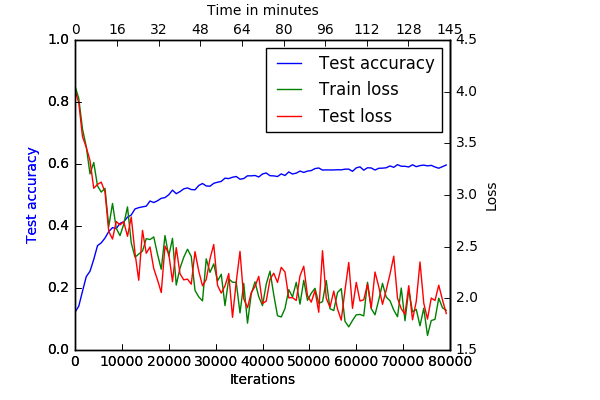 Time in minutes
0 16 32 48 64 80 96 112 128 145
1.0
0.8
0.6
0.4
0.2
0.0
Test accuracy
Test accuracy
Train loss
Test loss
4.5
4.0
3.5
3.0
2.5
2.0
1.5
Loss
0 10000 20000 30000 40000 50000 60000 70000 80000
Iterations